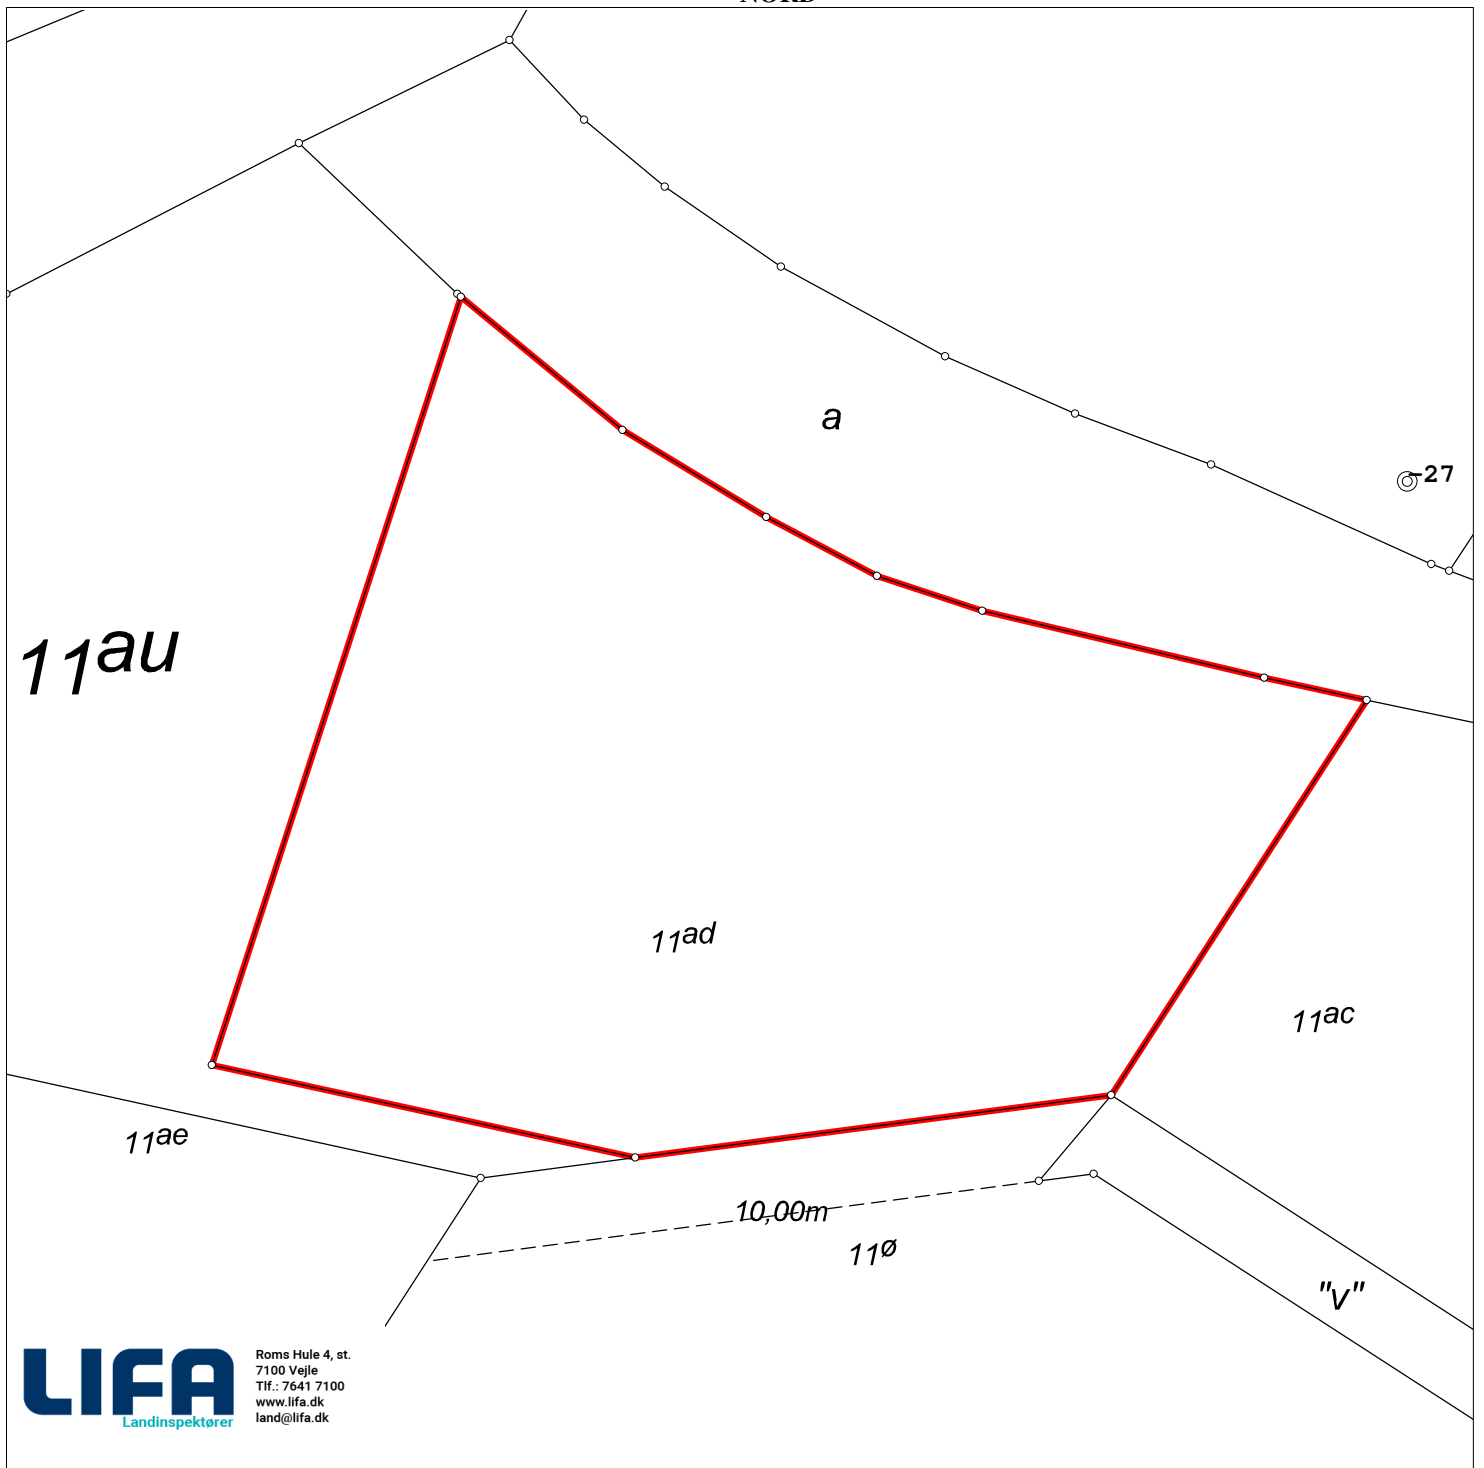 NORD
a
-27
11au
11ad
11ac
11ae
10,00m
11ø
"v"
LIFA
Landinspektører
Roms Hule 4, st.
7100 Vejle
Tlf.: 7641 7100
www.lifa.dk
land@lifa.dk